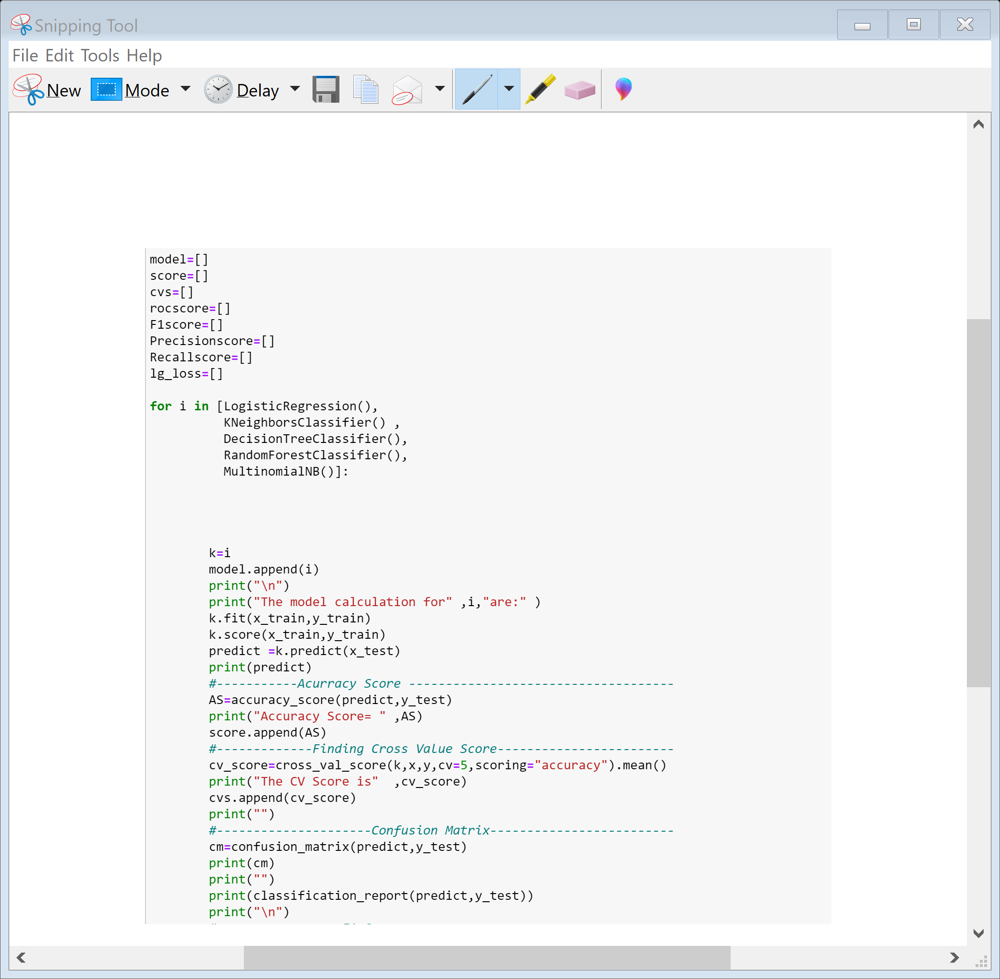 Snipping Tool
File Edit Tools Help
New Mode Delay
model=[]
score=[]
cvs=[]
rocscore=[]
F1score=[]
Precisionscore=[]
Recallscore=[]
lg_loss=[]
for i in [LogisticRegression(),
KNeighborsClassifier() ,
DecisionTreeClassifier(),
RandomForestClassifier(),
MultinomialNB()]:
k=i
model.append(i)
print("\n")
print("The model calculation for" ,i,"are:" )
k.fit(x_train,y_train)
k.score(x_train,y_train)
predict =k.predict(x_test)
print(predict)
#-----------Acurracy Score ------------------------------------
AS=accuracy_score(predict,y_test)
print("Accuracy Score= " ,AS)
score.append(AS)
#-------------Finding Cross Value Score------------------------
cv_score=cross_val_score(k,x,y,cv=5,scoring="accuracy").mean()
print("The CV Score is"  ,cv_score)
cvs.append(cv_score)
print("")
#---------------------Confusion Matrix-------------------------
cm=confusion_matrix(predict,y_test)
print(cm)
print("")
print(classification_report(predict,y_test))
print("\n")